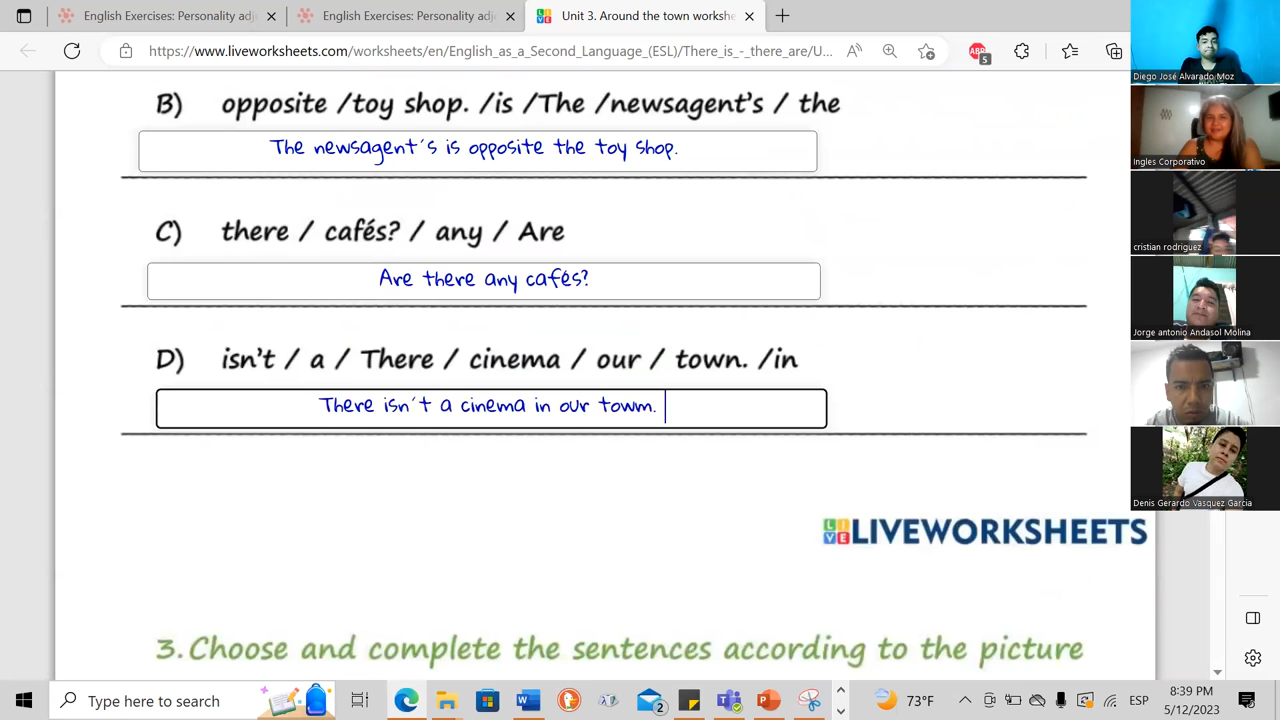 English Exercises: Personality adj
English Exercises: Personality adj
Unit 3. Around the town workshe
https://www.liveworksheets.com/worksheets/en/English_as_a_Second_Language_(ESL)/There_is_-_there_are/U...
5
B) opposite /toy shop. /is /The /newsagent's / the
The newsagent´s is opposite the toy shop.
C) there / cafés? / any / Are
Are there any cafés?
D) isn't / a / There / cinema / our / town. /in
There isn´t a cinema in our towm.
LIVEWORKSHEETS
3. Choose and complete the sentences according to the picture
Diego José Alvarado Moz
Ingles Corporativo
cristian rodriguez
Jorge antonio Andasol Molina
Denis Gerardo Vasquez Garcia
Type here to search
2
73°F
ESP
8:39 PM
5/12/2023